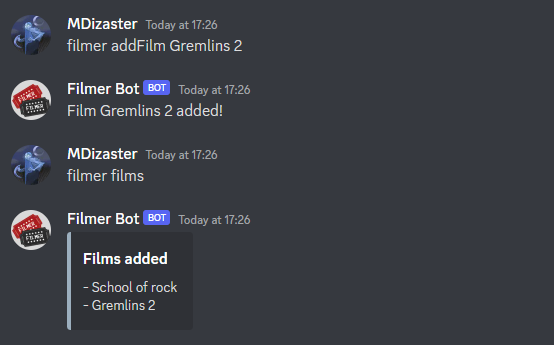 MDizaster Today at 17:26
filmer addFilm Gremlins 2
Filmer Bot BOT Today at 17:26
Film Gremlins 2 added!
MDizaster Today at 17:26
filmer films
Filmer Bot BOT Today at 17:26
Films added
- School of rock
- Gremlins 2